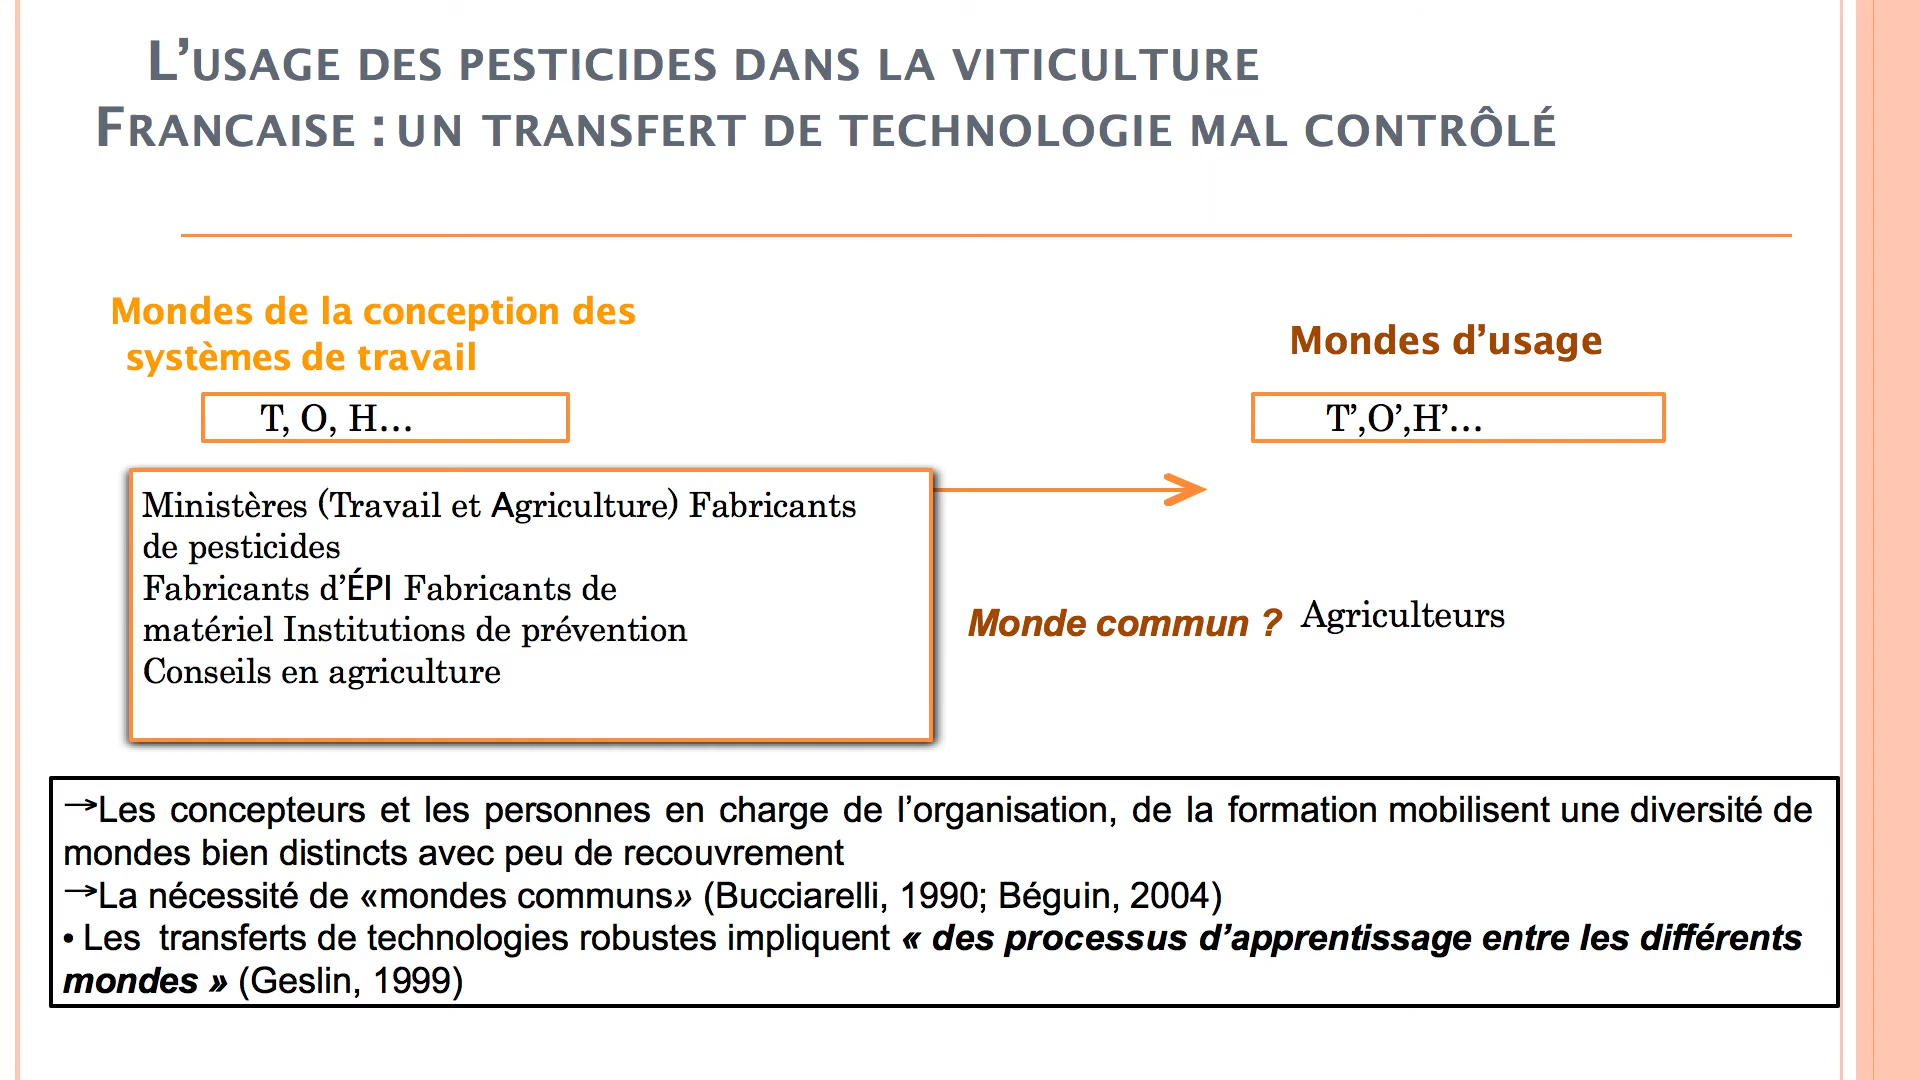 L’USAGE DES PESTICIDES DANS LA VITICULTURE
FRANCAISE : UN TRANSFERT DE TECHNOLOGIE MAL CONTRÔLÉ
Mondes de la conception des
systèmes de travail
Mondes d’usage
T, O, H...
T’,O’,H’...
Ministères (Travail et Agriculture) Fabricants
de pesticides
Fabricants d’ÉPI Fabricants de
matériel Institutions de prévention
Conseils en agriculture
Monde commun ?
Agriculteurs
→Les concepteurs et les personnes en charge de l’organisation, de la formation mobilisent une diversité de
mondes bien distincts avec peu de recouvrement
→La nécessité de «mondes communs» (Bucciarelli, 1990; Béguin, 2004)
• Les transferts de technologies robustes impliquent « des processus d’apprentissage entre les différents
mondes » (Geslin, 1999)